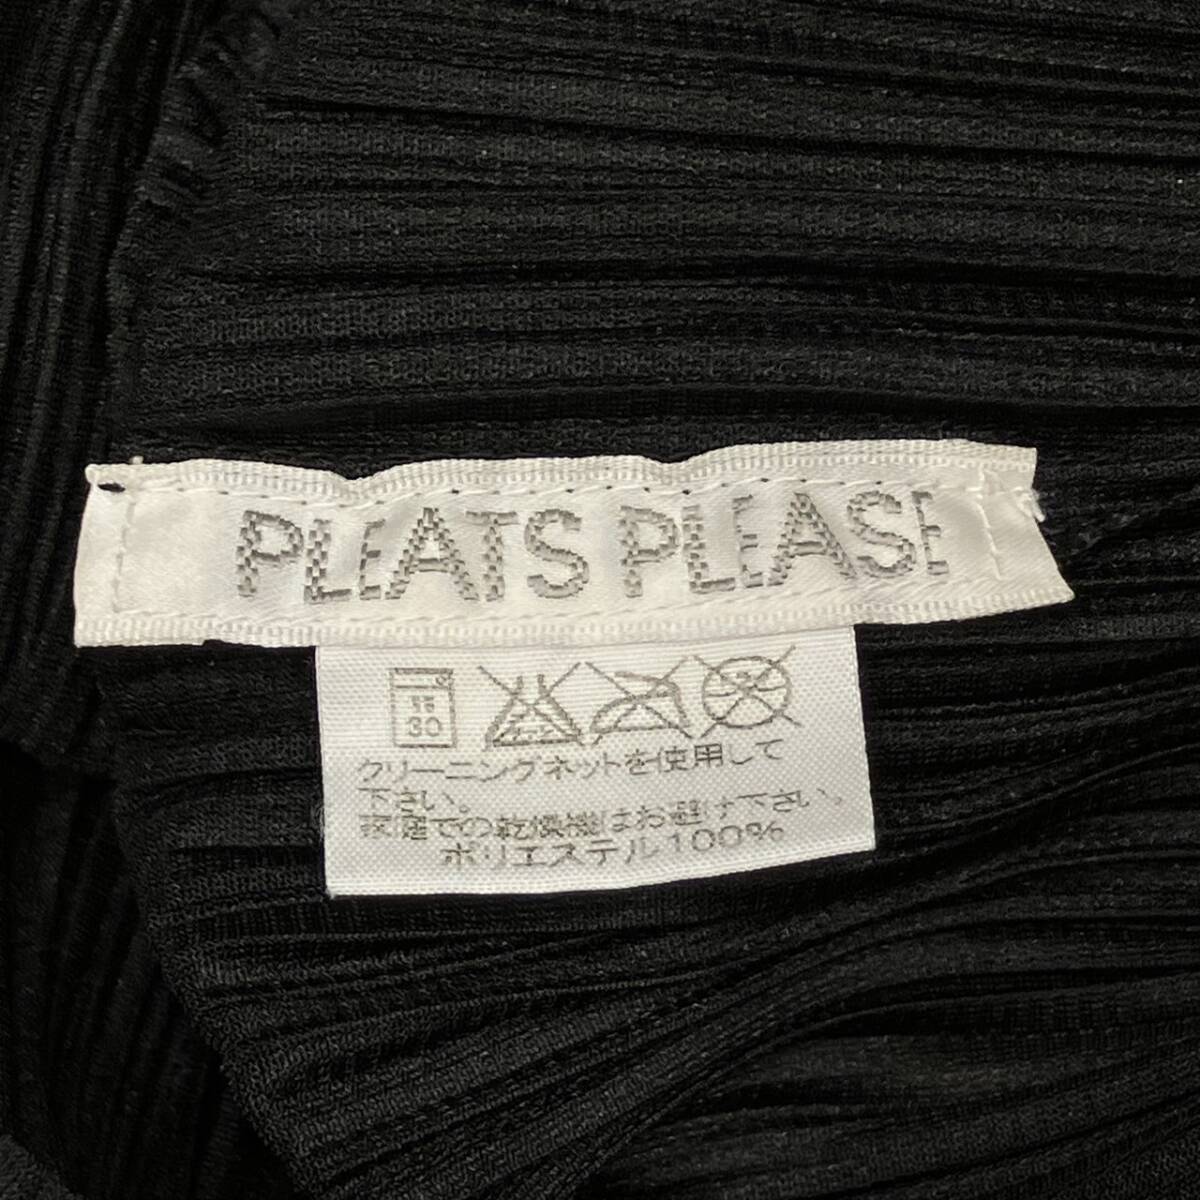 PLEATS PLEASE
弱
30
クリーニングネットを使用して
下さい。
家庭での乾燥機はお避け下さい。
ポリエステル100%